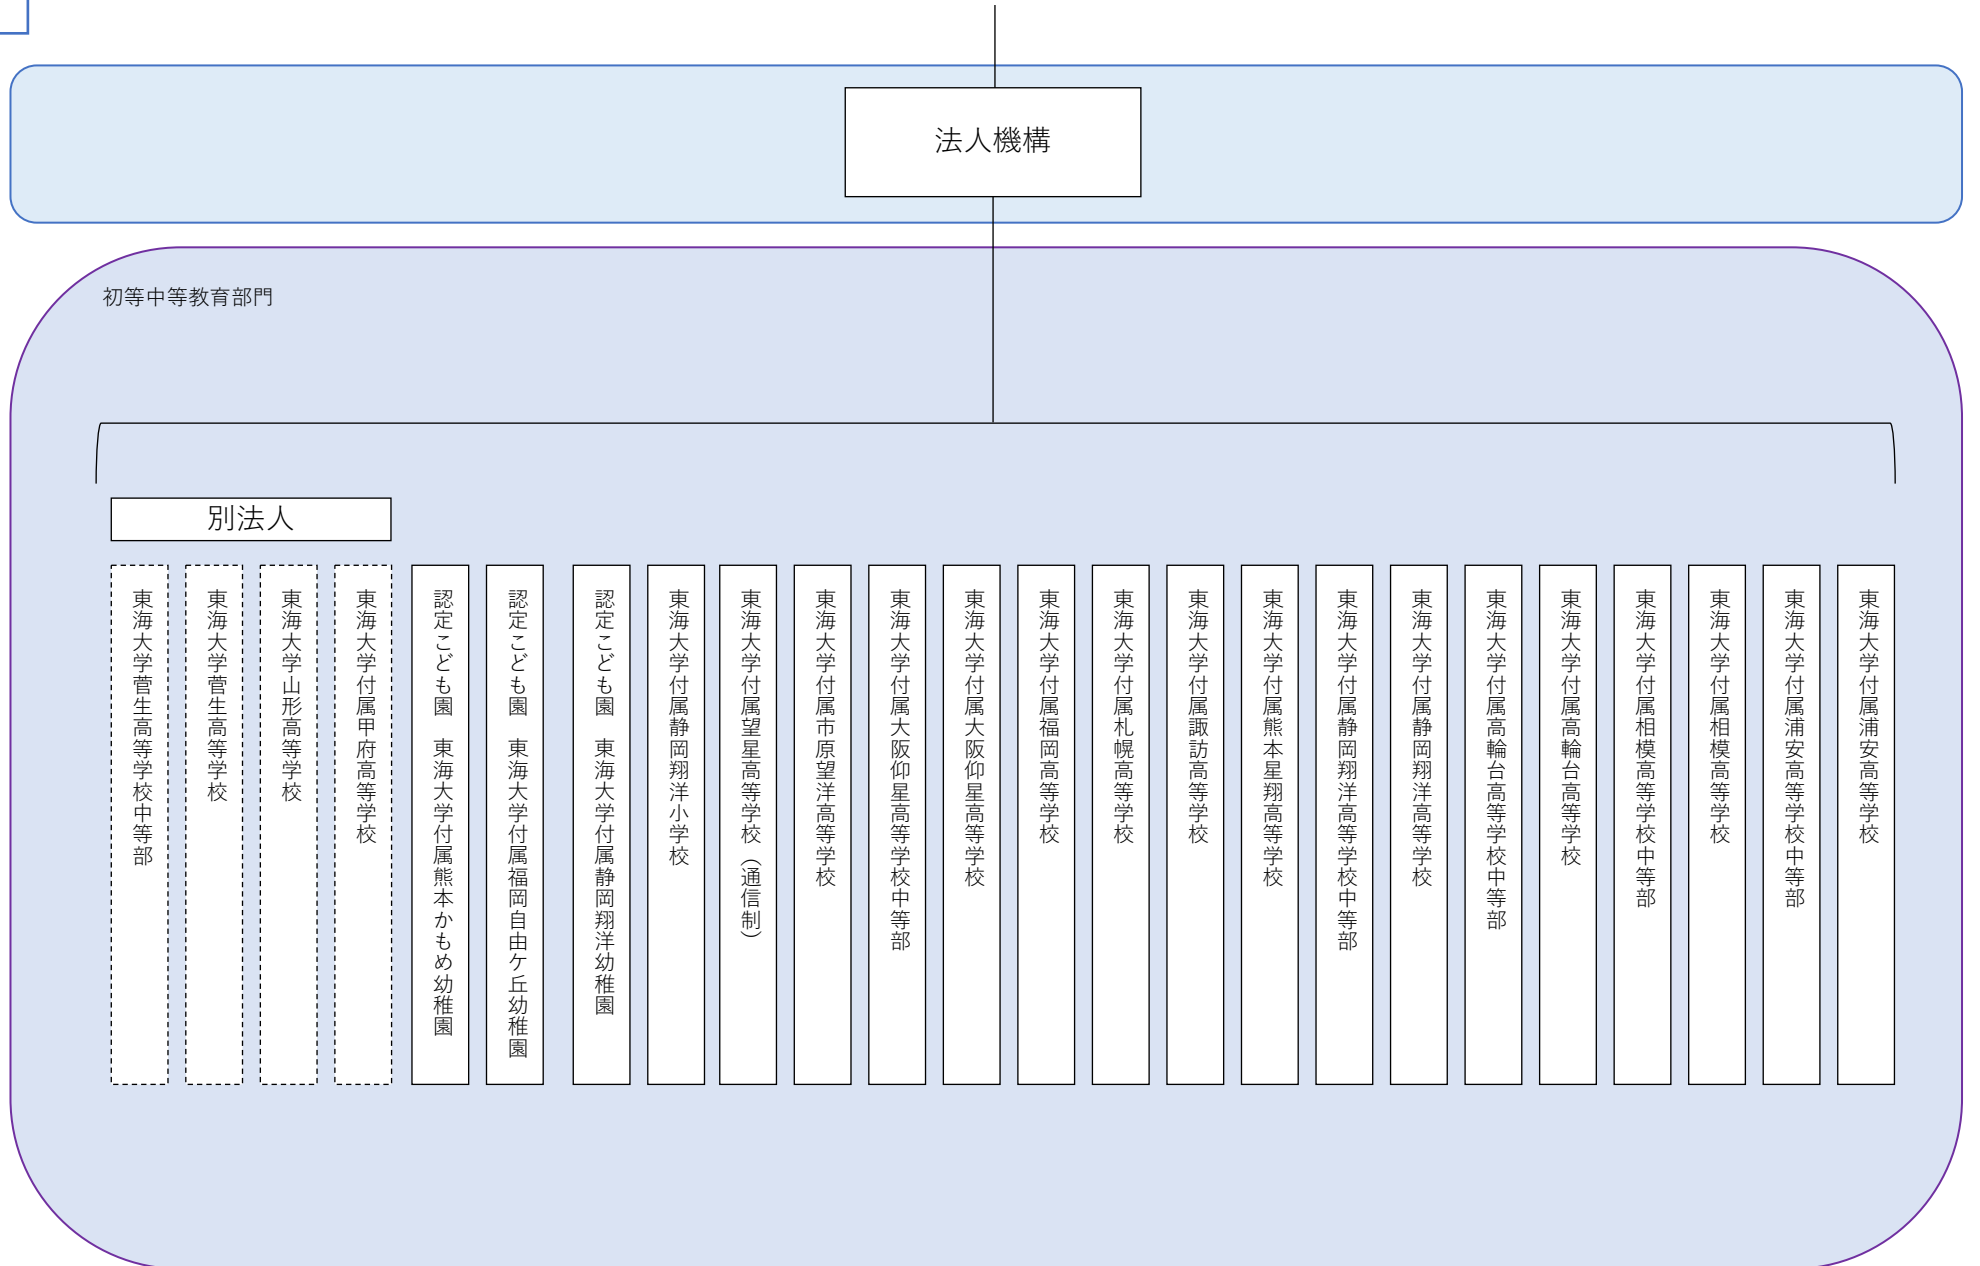 法人機構
初等中等教育部門
別法人
東海大学菅生高等学校中等部
東海大学菅生高等学校
東海大学山形高等学校
東海大学付属甲府高等学校
認定こども園　東海大学付属熊本かもめ幼稚園
認定こども園　東海大学付属福岡自由ケ丘幼稚園
認定こども園　東海大学付属静岡翔洋幼稚園
東海大学付属静岡翔洋小学校
東海大学付属望星高等学校（通信制）
東海大学付属市原望洋高等学校
東海大学付属大阪仰星高等学校中等部
東海大学付属大阪仰星高等学校
東海大学付属福岡高等学校
東海大学付属札幌高等学校
東海大学付属諏訪高等学校
東海大学付属熊本星翔高等学校
東海大学付属静岡翔洋高等学校中等部
東海大学付属静岡翔洋高等学校
東海大学付属高輪台高等学校中等部
東海大学付属高輪台高等学校
東海大学付属相模高等学校中等部
東海大学付属相模高等学校
東海大学付属浦安高等学校中等部
東海大学付属浦安高等学校